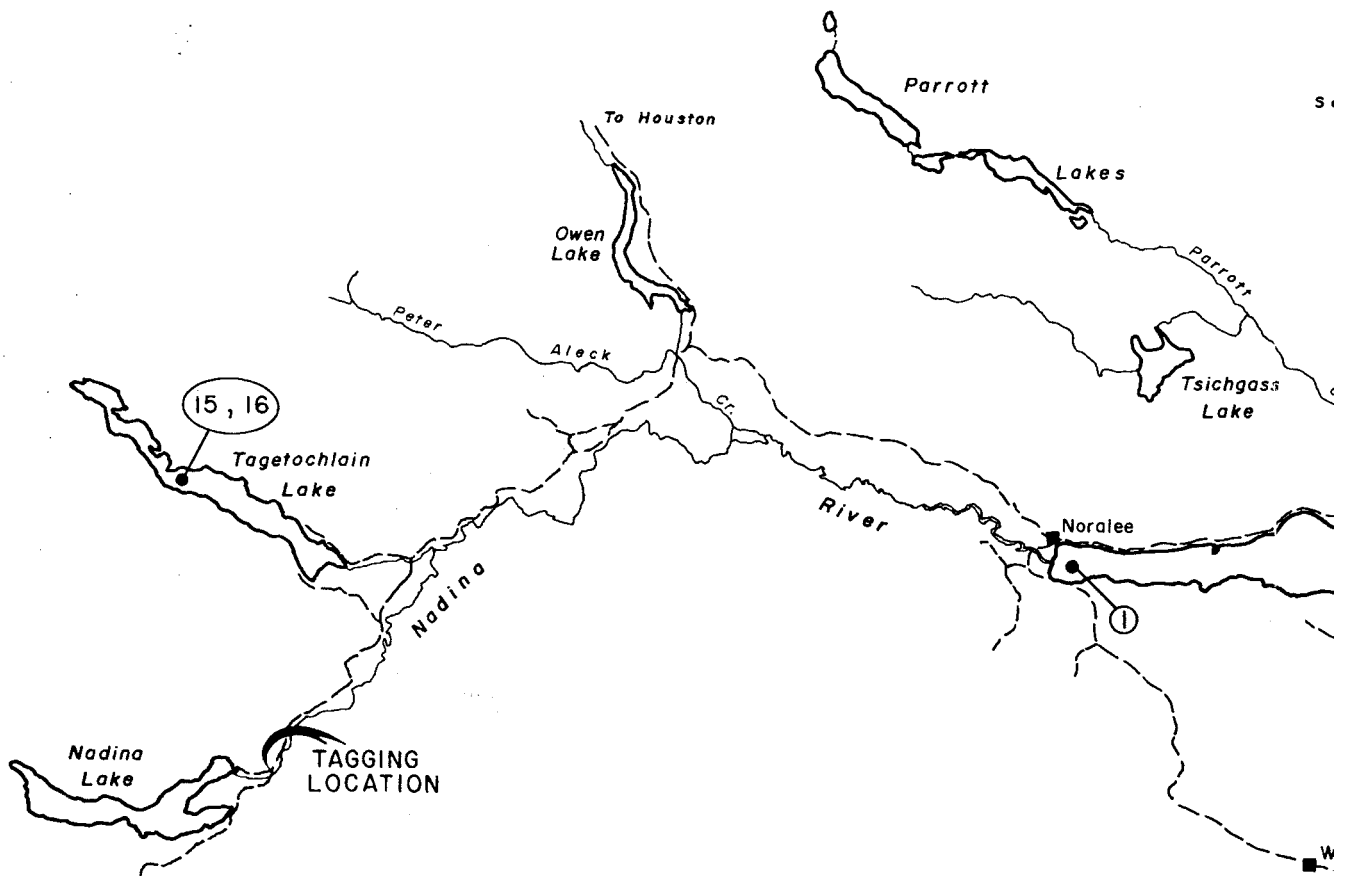 Parrott
To Houston
Lakes
Owen
Lake
Parrott
Peter
Aleck
Tsichgass
Lake
15, 16
Cr.
Tagetochlain
Lake
River
Noralee
Nadina
1
Nadina
Lake
TAGGING
LOCATION